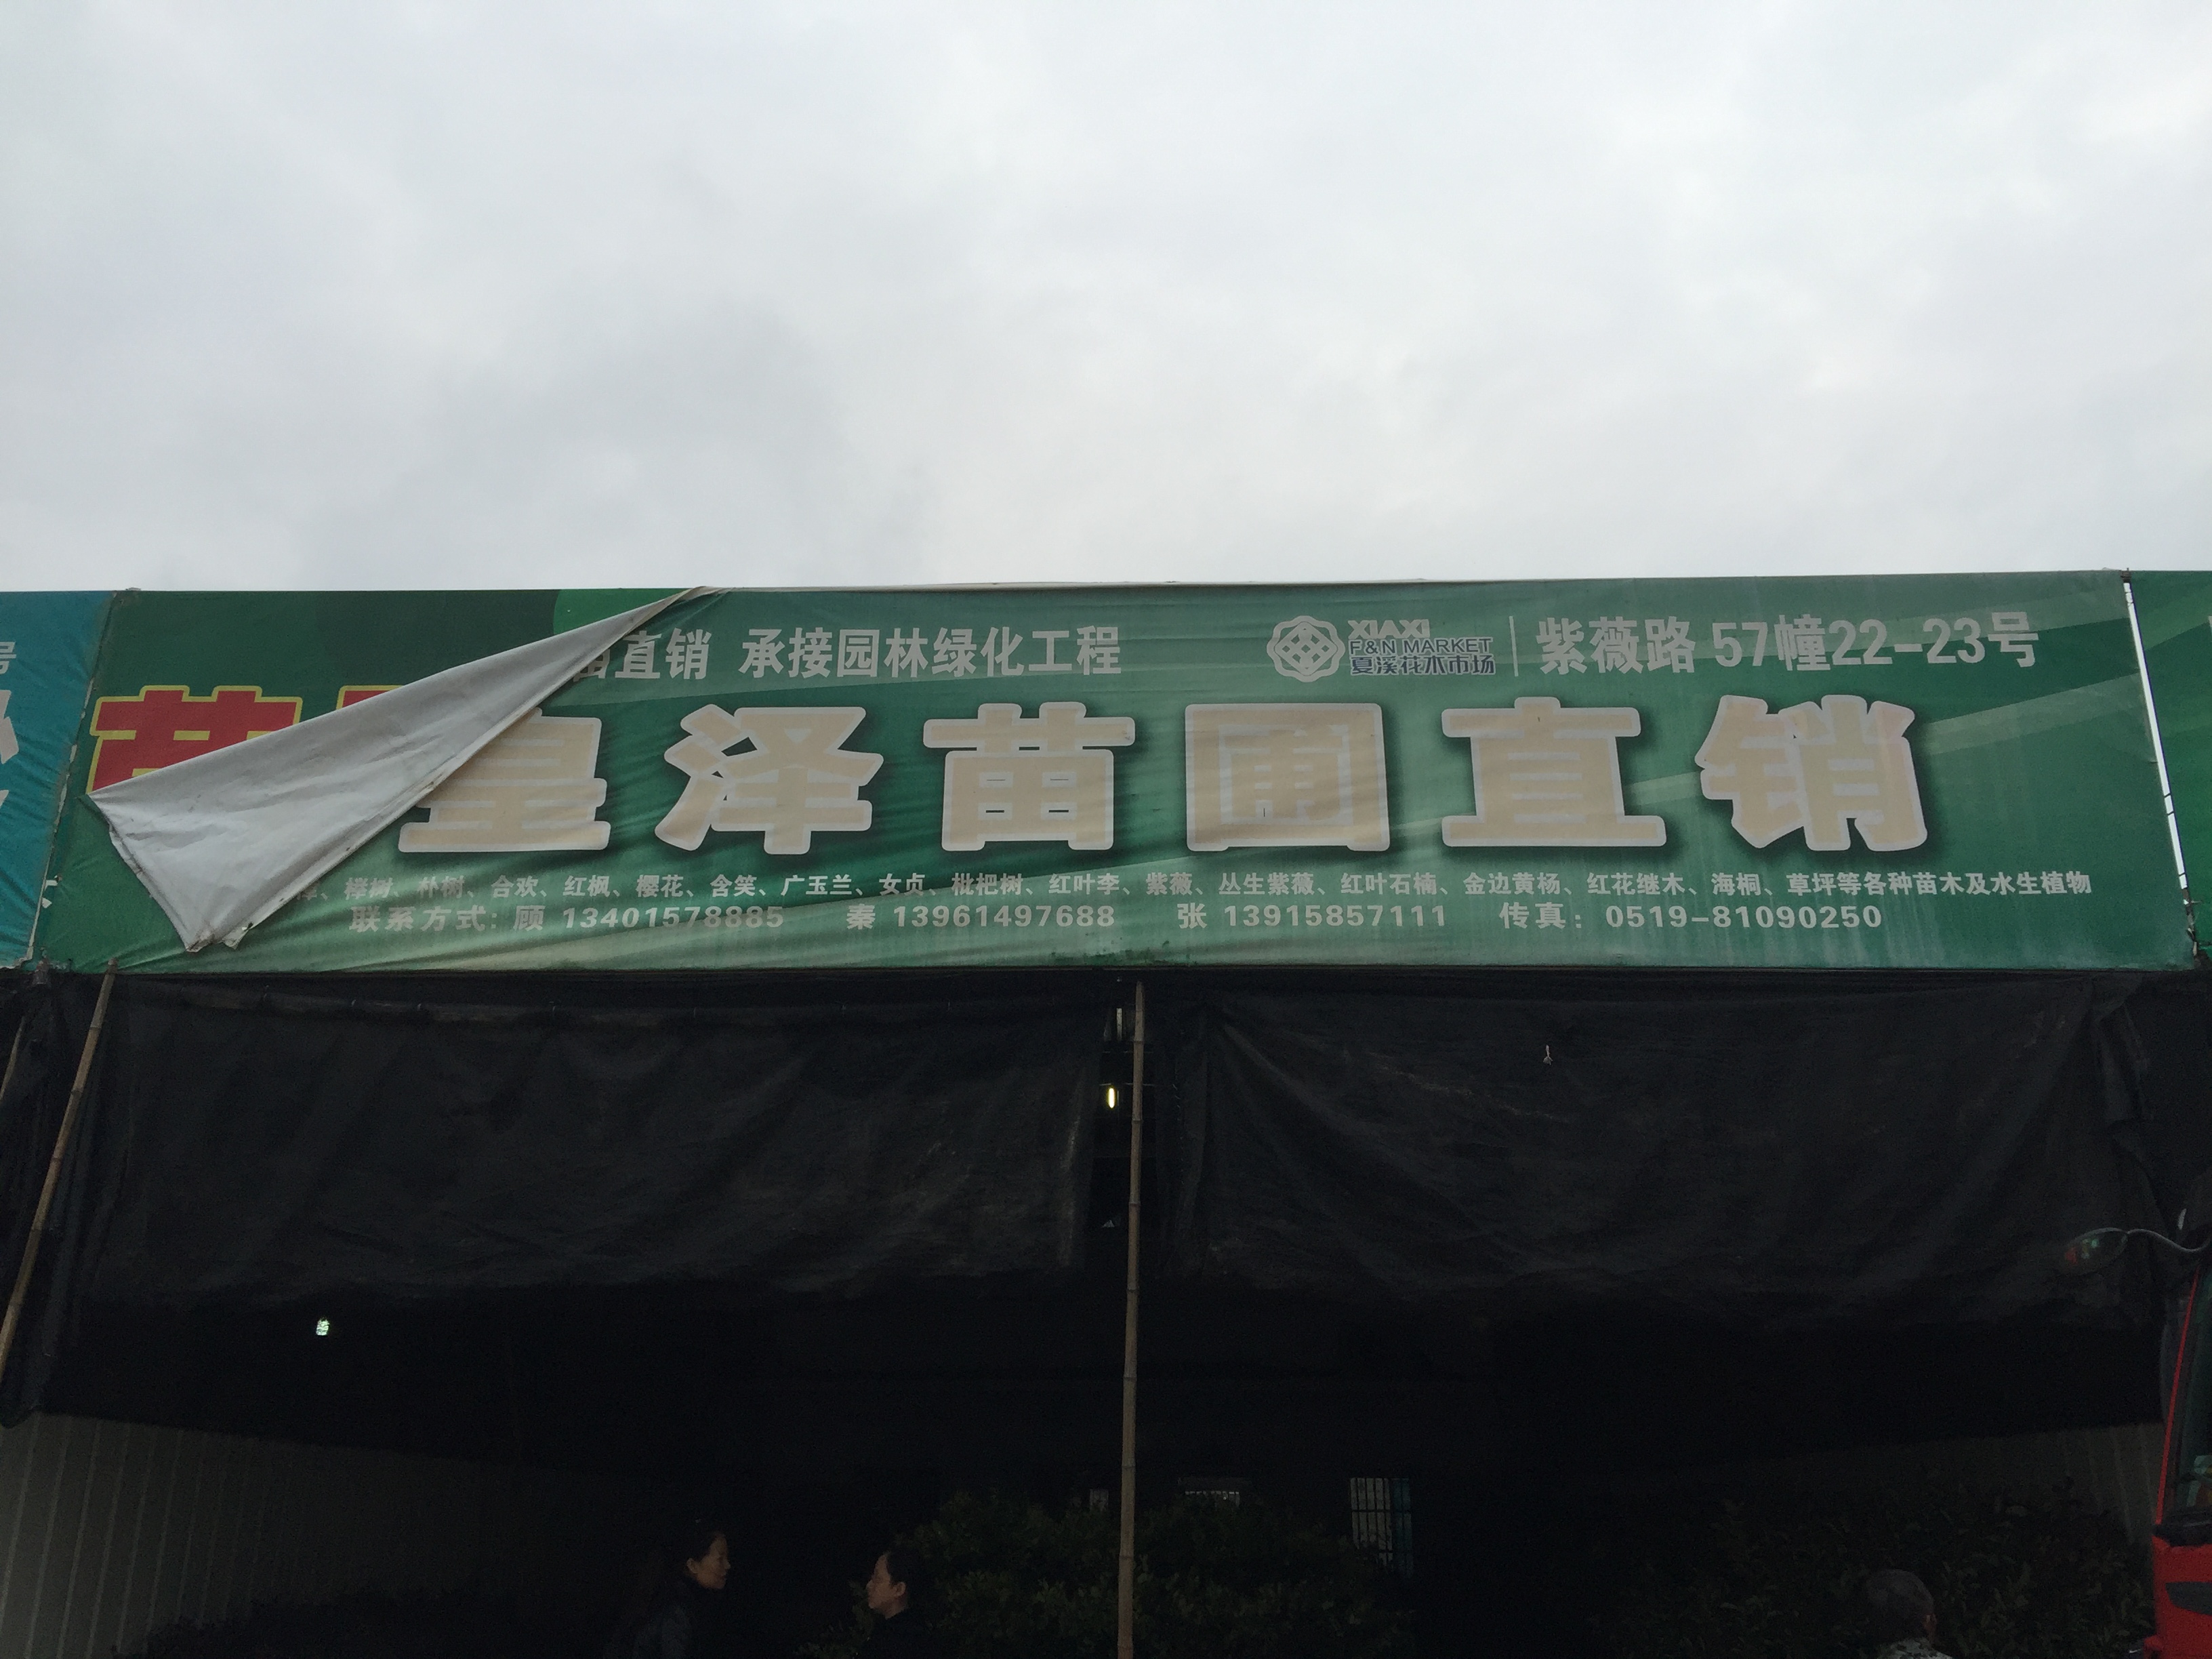 直销 承接园林绿化工程
XIAXI
F&N MARKET
夏溪花木市场
紫薇路 57幢22-23号
皇泽苗圃直销
榉树、朴树、合欢、红枫、樱花、含笑、广玉兰、女贞、枇杷树、红叶李、紫薇、丛生紫薇、红叶石楠、金边黄杨、红花继木、海桐、草坪等各种苗木及水生植物
联系方式: 顾 13401578885 秦 13961497688 张 13915857111 传真: 0519-81090250
号